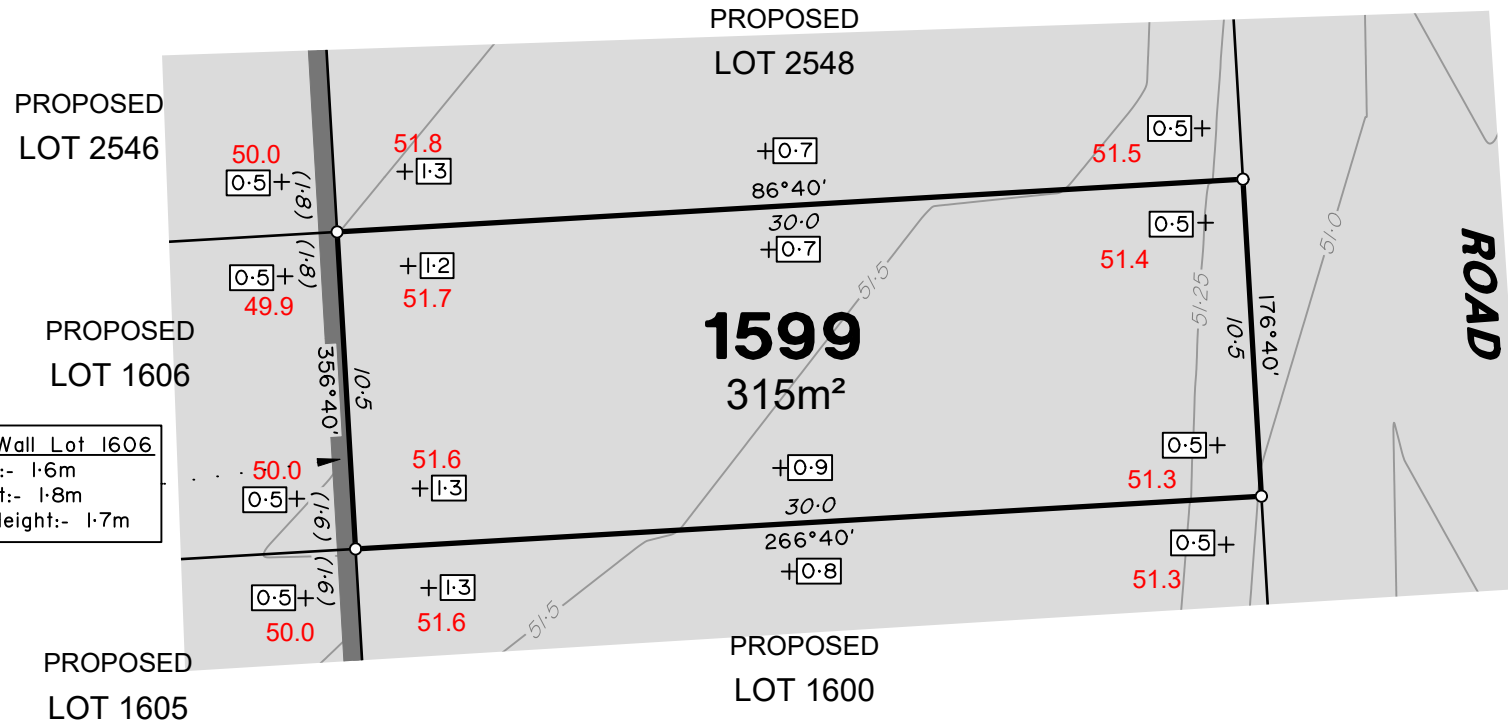 PROPOSED
LOT 2548
PROPOSED
LOT 2546
50.0
0·5
(1·8)
51.8
1·3
0·7
0·5
51.5
86°40'
30·0
0·7
0·5
(1·8)
49.9
1·2
51.7
0·5
51.4
51·5
51·25
51·0
ROAD
PROPOSED
LOT 1606
356°40'
10·5
1599
315m²
10·5
176°40'
Wall Lot 1606
:- 1·6m
t:- 1·8m
Height:- 1·7m
50.0
0·5
(1·6)
51.6
1·3
0·9
30·0
266°40'
0·5
51.3
0·5
(1·6)
50.0
1·3
51.6
51·5
0·8
0·5
51.3
PROPOSED
LOT 1605
PROPOSED
LOT 1600